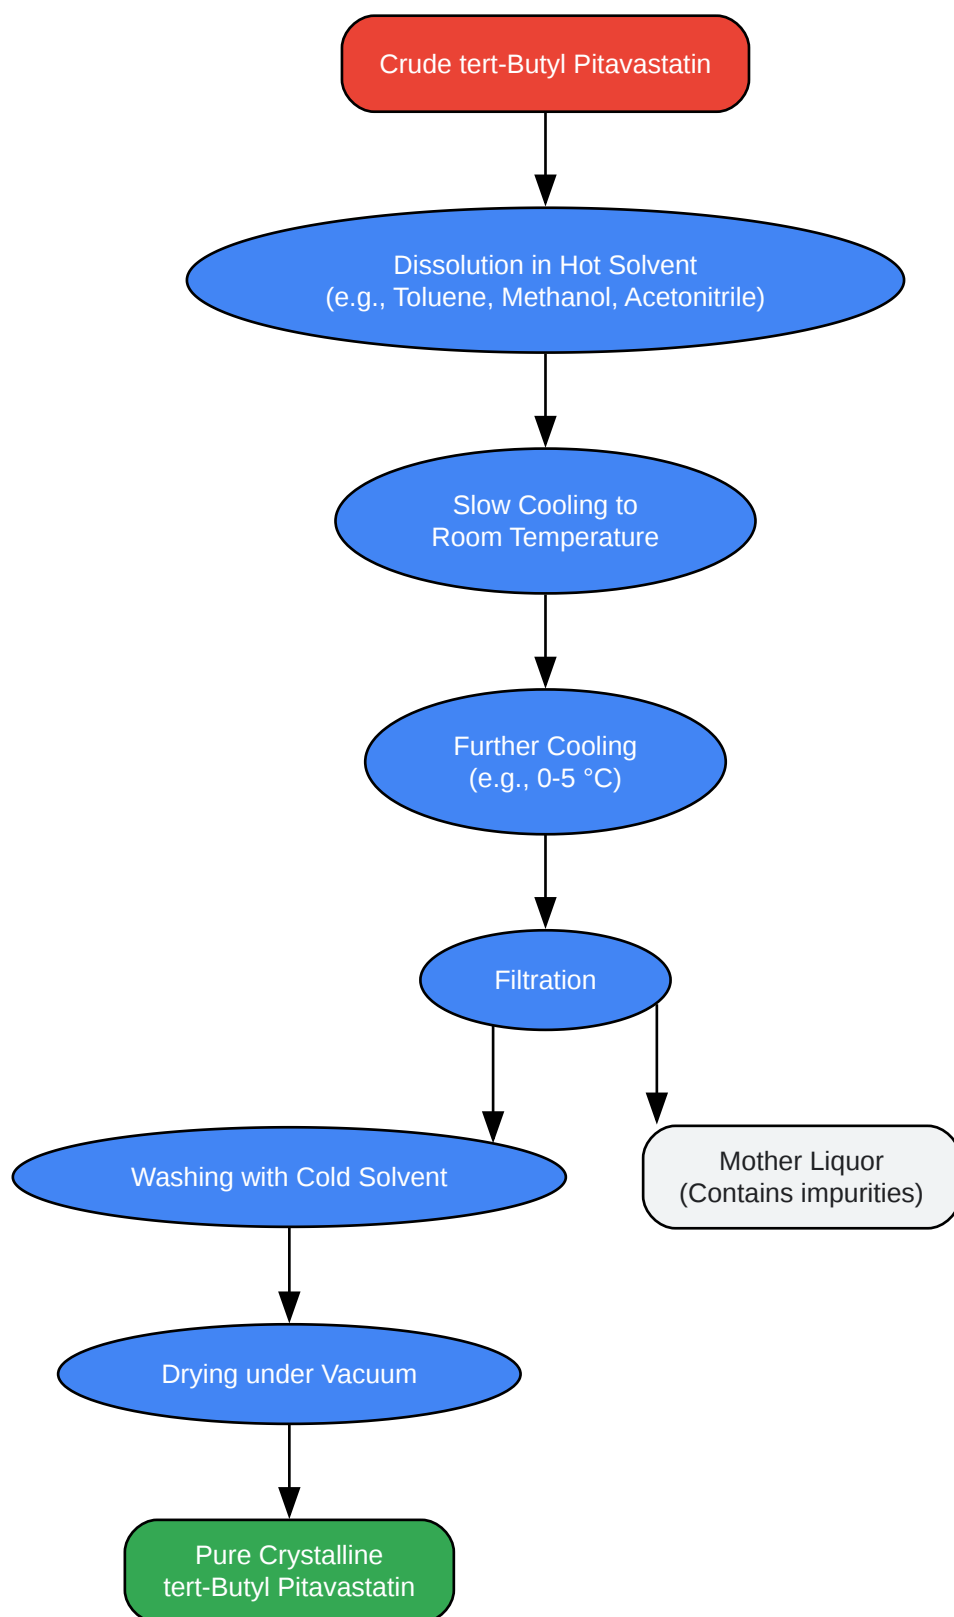 Crude tert-Butyl Pitavastatin
Dissolution in Hot Solvent
(e.g., Toluene, Methanol, Acetonitrile)
Slow Cooling to
Room Temperature
Further Cooling
(e.g., 0-5 °C)
Filtration
Washing with Cold Solvent
Mother Liquor
(Contains impurities)
Drying under Vacuum
Pure Crystalline
tert-Butyl Pitavastatin